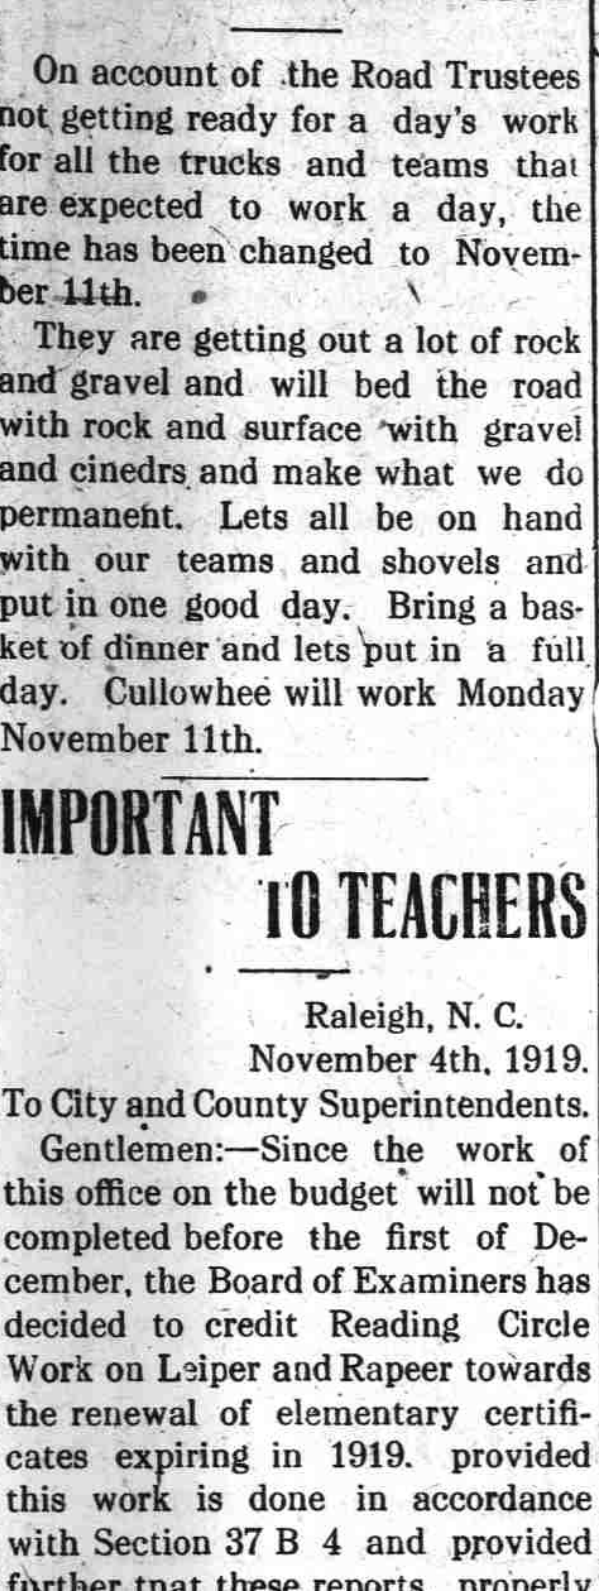 On account of the Road Trustees
not getting ready for a day's work
for all the trucks and teams that
are expected to work a day, the
time has been changed to Novem-
ber 11th.
They are getting out a lot of rock
and gravel and will bed the road
with rock and surface with gravel
and cinedrs and make what we do
permanent. Lets all be on hand
with our teams and shovels and
put in one good day. Bring a bas-
ket of dinner and lets put in a full
day. Cullowhee will work Monday
November 11th.
IMPORTANT
TO TEACHERS
Raleigh, N. C.
November 4th, 1919.
To City and County Superintendents.
Gentlemen:—Since the work of
this office on the budget will not be
completed before the first of De-
cember, the Board of Examiners has
decided to credit Reading Circle
Work on Leiper and Rapeer towards
the renewal of elementary certifi-
cates expiring in 1919. provided
this work is done in accordance
with Section 37 B 4 and provided
further tnat these reports properly